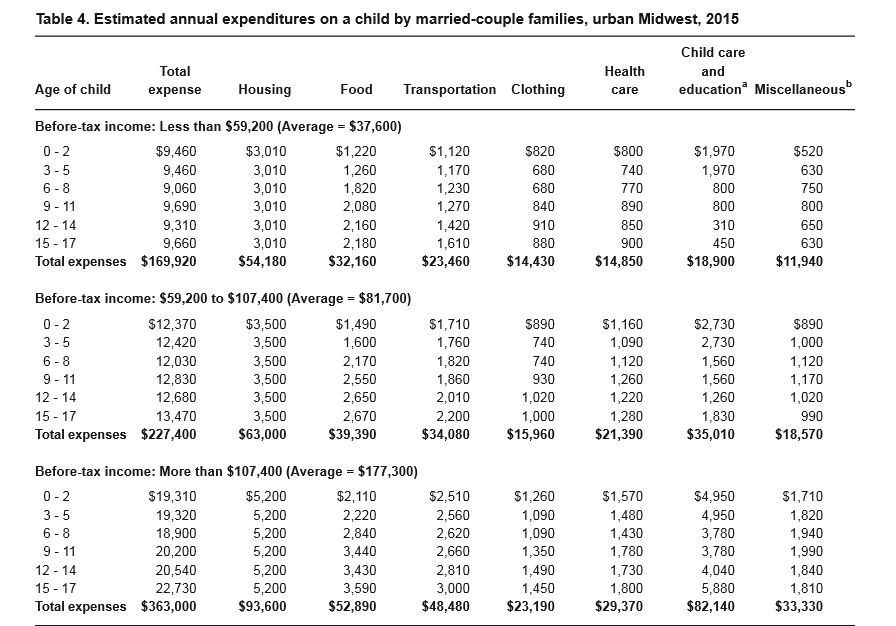 Table 4. Estimated annual expenditures on a child by married-couple families, urban Midwest, 2015
Child care
Total Health and
Age of child expense Housing Food Transportation Clothing care educationᵃ Miscellaneousᵇ
Before-tax income: Less than $59,200 (Average = $37,600)
0 - 2 $9,460 $3,010 $1,220 $1,120 $820 $800 $1,970 $520
3 - 5 9,460 3,010 1,260 1,170 680 740 1,970 630
6 - 8 9,060 3,010 1,820 1,230 680 770 800 750
9 - 11 9,690 3,010 2,080 1,270 840 890 800 800
12 - 14 9,310 3,010 2,160 1,420 910 850 310 650
15 - 17 9,660 3,010 2,180 1,610 880 900 450 630
Total expenses $169,920 $54,180 $32,160 $23,460 $14,430 $14,850 $18,900 $11,940
Before-tax income: $59,200 to $107,400 (Average = $81,700)
0 - 2 $12,370 $3,500 $1,490 $1,710 $890 $1,160 $2,730 $890
3 - 5 12,420 3,500 1,600 1,760 740 1,090 2,730 1,000
6 - 8 12,030 3,500 2,170 1,820 740 1,120 1,560 1,120
9 - 11 12,830 3,500 2,550 1,860 930 1,260 1,560 1,170
12 - 14 12,680 3,500 2,650 2,010 1,020 1,220 1,260 1,020
15 - 17 13,470 3,500 2,670 2,200 1,000 1,280 1,830 990
Total expenses $227,400 $63,000 $39,390 $34,080 $15,960 $21,390 $35,010 $18,570
Before-tax income: More than $107,400 (Average = $177,300)
0 - 2 $19,310 $5,200 $2,110 $2,510 $1,260 $1,570 $4,950 $1,710
3 - 5 19,320 5,200 2,220 2,560 1,090 1,480 4,950 1,820
6 - 8 18,900 5,200 2,840 2,620 1,090 1,430 3,780 1,940
9 - 11 20,200 5,200 3,440 2,660 1,350 1,780 3,780 1,990
12 - 14 20,540 5,200 3,430 2,810 1,490 1,730 4,040 1,840
15 - 17 22,730 5,200 3,590 3,000 1,450 1,800 5,880 1,810
Total expenses $363,000 $93,600 $52,890 $48,480 $23,190 $29,370 $82,140 $33,330